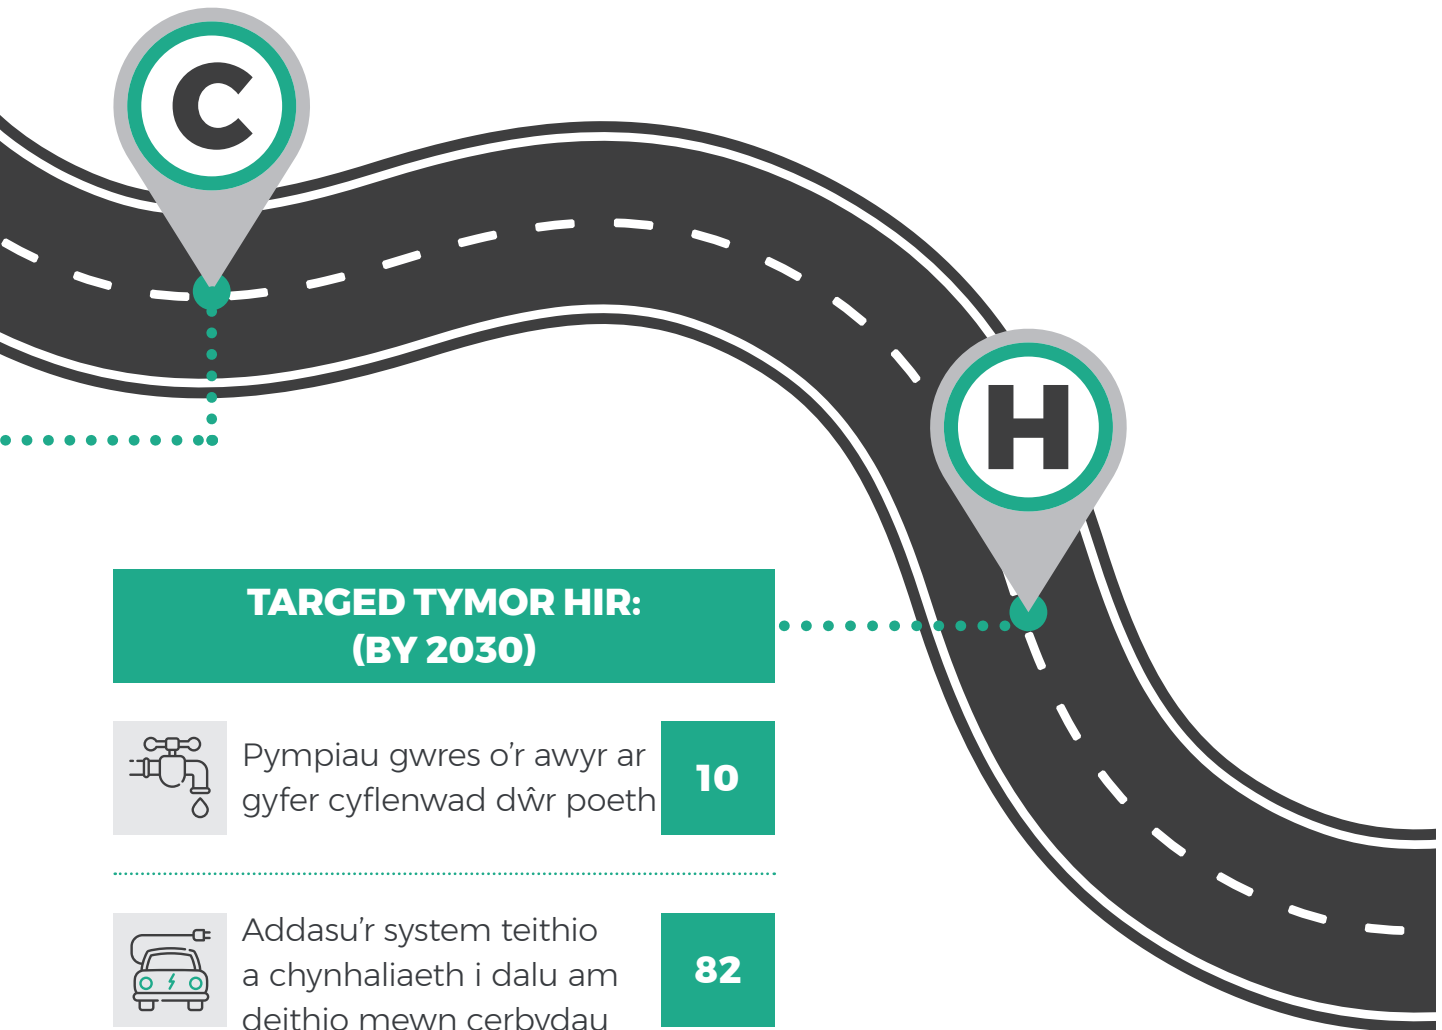 C
H
TARGED TYMOR HIR:
(BY 2030)
Pympiau gwres o'r awyr ar
gyfer cyflenwad dŵr poeth
10
Addasu'r system teithio
a chynhaliaeth i dalu am
deithio mewn cerbydau
82